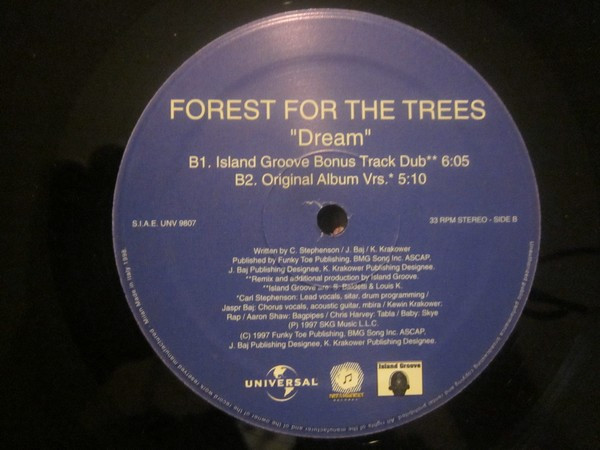 FOREST FOR THE TREES
"Dream"
B1. Island Groove Bonus Track Dub** 6:05
B2. Original Album Vrs.* 5:10
S.I.A.E. UNV 9807
33 RPM STEREO - SIDE B
Written by C. Stephenson / J. Baj / K. Krakower
Published by Funky Toe Publishing, BMG Song Inc. ASCAP,
J. Baj Publishing Designee, K. Krakower Publishing Designee.
**Remix and additional production by Island Groove.
**Island Groove are: S. Baldetti & Louis K.
*Carl Stephenson: Lead vocals, sitar, drum programming /
Jaspr Baj: Chorus vocals, acoustic guitar, mbira / Kewin Krakower:
Rap / Aaron Shaw: Bagpipes / Chris Harvey: Tabla / Baby: Skye
(P) 1997 SKG Music L.L.C.
(C) 1997 Funky Toe Publishing, BMG Song Inc. ASCAP,
J. Baj Publishing Designee, K. Krakower Publishing Designee.
UNIVERSAL
Island Groove